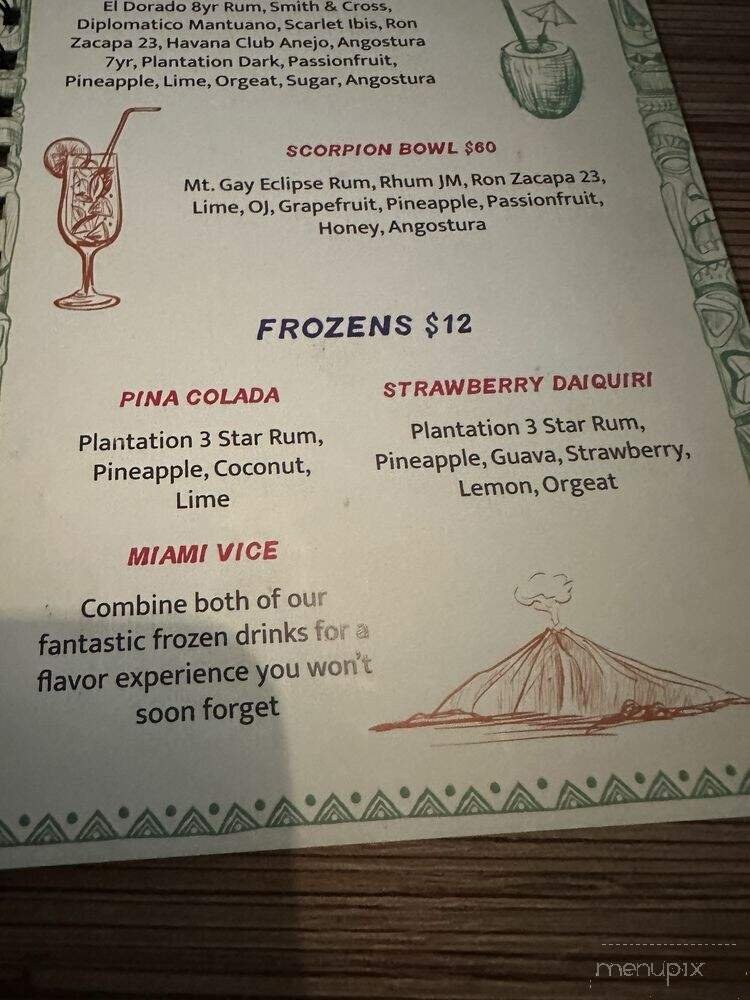 El Dorado 8yr Rum, Smith & Cross,
Diplomatico Mantuano, Scarlet Ibis, Ron
Zacapa 23, Havana Club Anejo, Angostura
7yr, Plantation Dark, Passionfruit,
Pineapple, Lime, Orgeat, Sugar, Angostura
SCORPION BOWL $60
Mt. Gay Eclipse Rum, Rhum JM, Ron Zacapa 23,
Lime, OJ, Grapefruit, Pineapple, Passionfruit,
Honey, Angostura
FROZENS $12
PINA COLADA
Plantation 3 Star Rum,
Pineapple, Coconut,
Lime
STRAWBERRY DAIQUIRI
Plantation 3 Star Rum,
Pineapple, Guava, Strawberry,
Lemon, Orgeat
MIAMI VICE
Combine both of our
fantastic frozen drinks for a
flavor experience you won't
soon forget
menupix